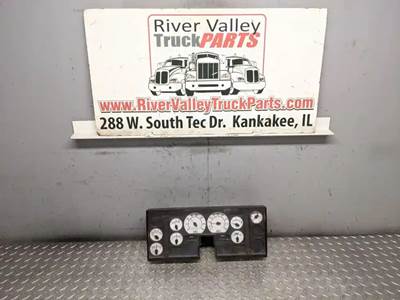 River Valley
TruckPARTS
www.RiverValleyTruckParts.com
288 W. South Tec Dr. Kankakee, IL